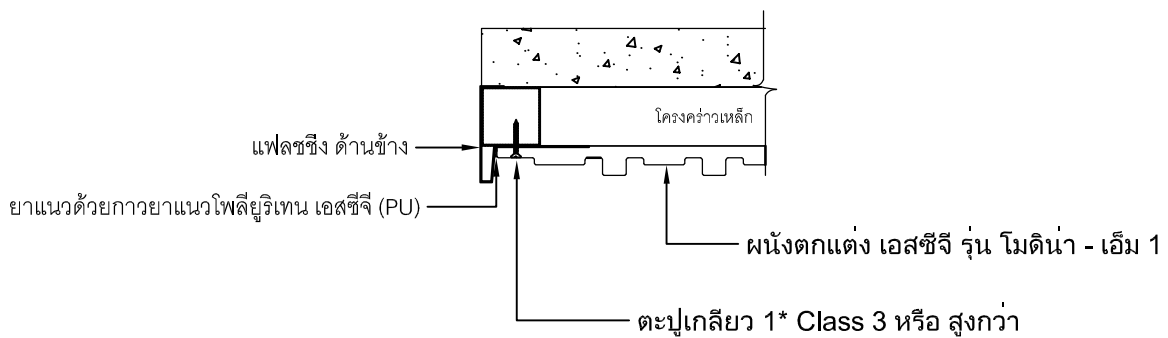 โครงคร่าวเหล็ก
แฟลชชิ่ง ด้านข้าง
ยาแนวด้วยกาวยาแนวโพลียูริเทน เอสซีจี (PU)
ผนังตกแต่ง เอสซีจี รุ่น โมดิน่า - เอ็ม 1
ตะปูเกลียว 1* Class 3 หรือ สูงกว่า